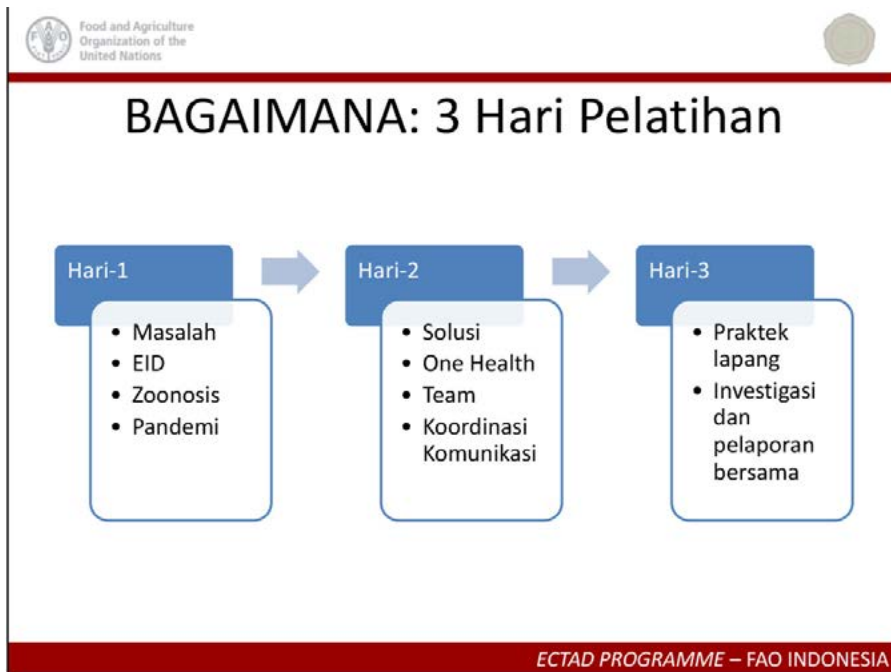 Food and Agriculture
Organization of the
United Nations
BAGAIMANA: 3 Hari Pelatihan
Hari-1
• Masalah
• EID
• Zoonosis
• Pandemi
Hari-2
• Solusi
• One Health
• Team
• Koordinasi
Komunikasi
Hari-3
• Praktek
lapang
• Investigasi
dan
pelaporan
bersama
ECTAD PROGRAMME – FAO INDONESIA